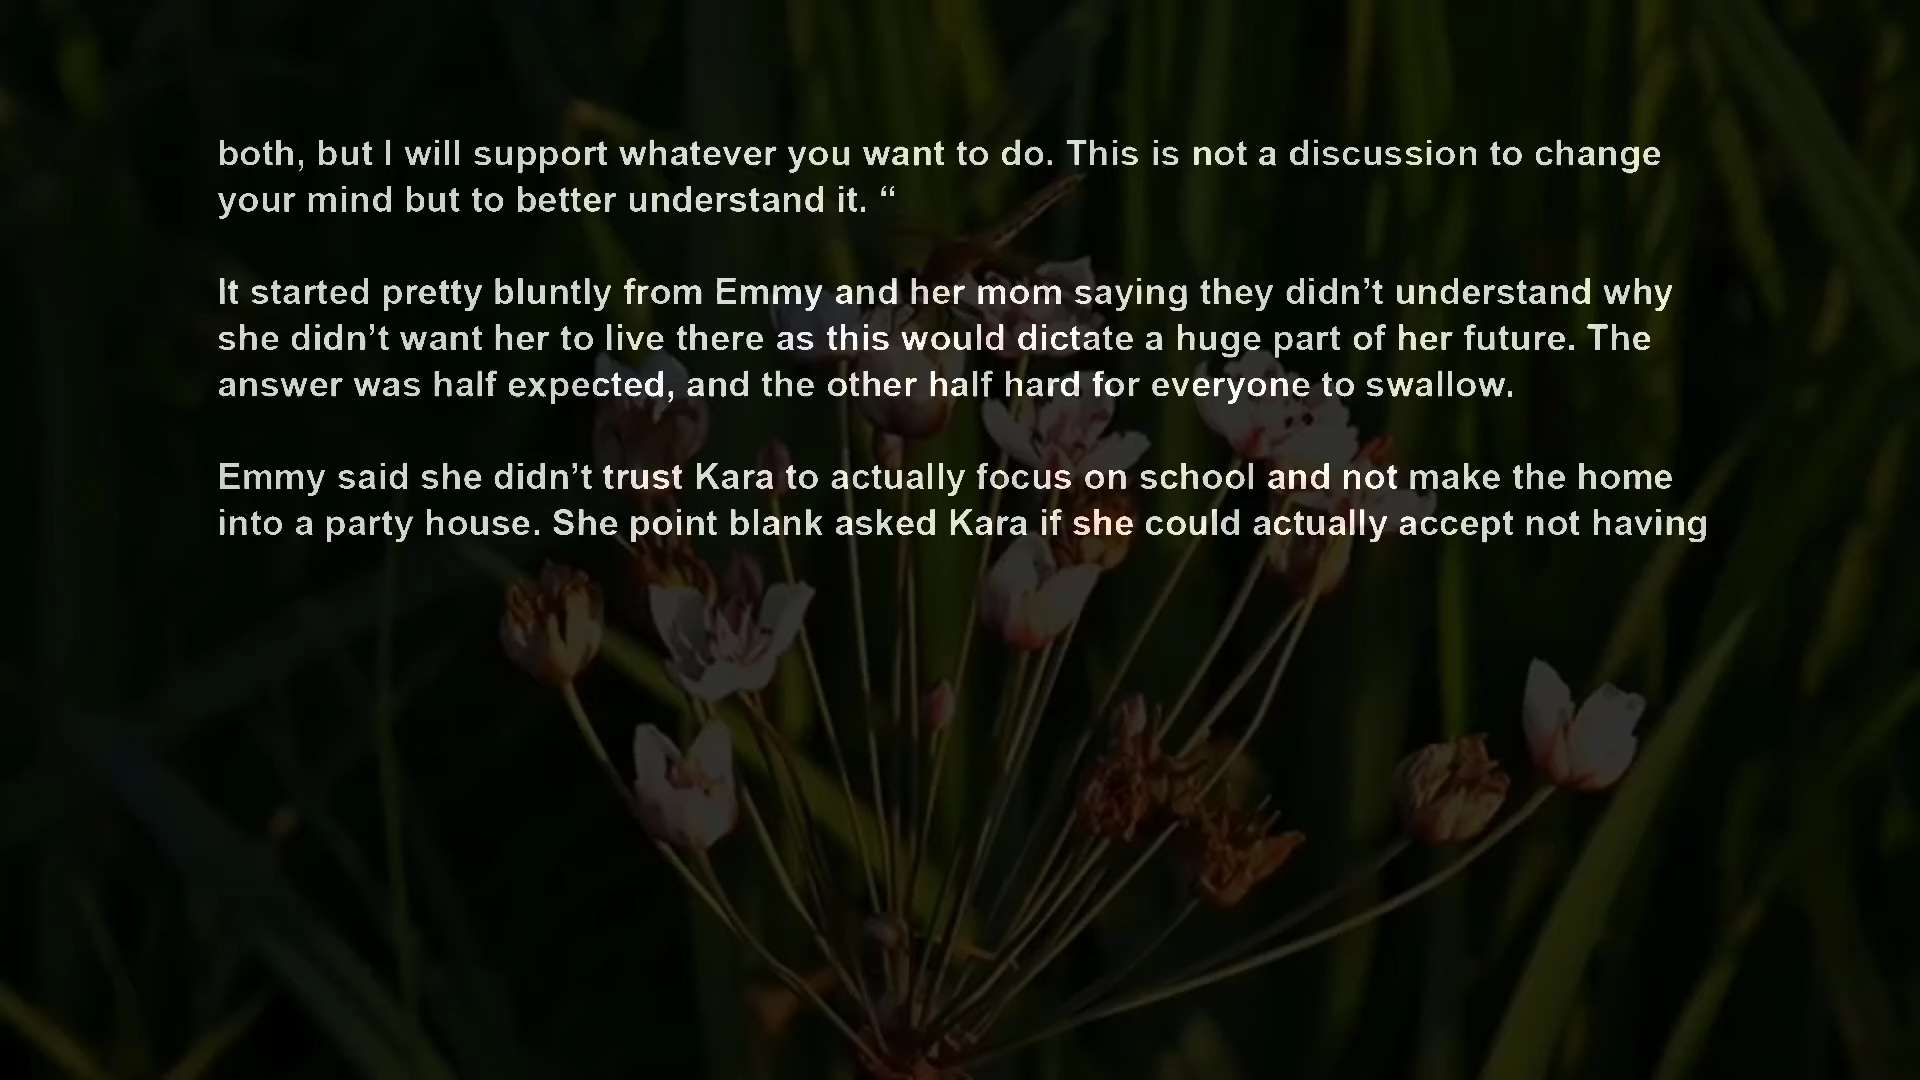 both, but I will support whatever you want to do. This is not a discussion to change
your mind but to better understand it. “
It started pretty bluntly from Emmy and her mom saying they didn’t understand why
she didn’t want her to live there as this would dictate a huge part of her future. The
answer was half expected, and the other half hard for everyone to swallow.
Emmy said she didn’t trust Kara to actually focus on school and not make the home
into a party house. She point blank asked Kara if she could actually accept not having